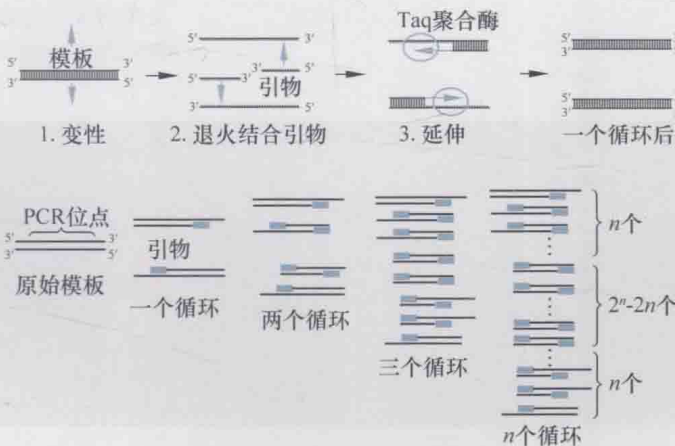 Taq聚合酶
5′ 模板 3′
3′ 5′
5′ 3′
3′ 5′
5′ 3′
引物
3′ 5′
5′ 3′
3′ 5′
1. 变性
2. 退火结合引物
3. 延伸
一个循环后
PCR位点
5′ 3′
3′ 5′
原始模板
引物
一个循环
两个循环
三个循环
n个
2ⁿ-2n个
n个
n个循环